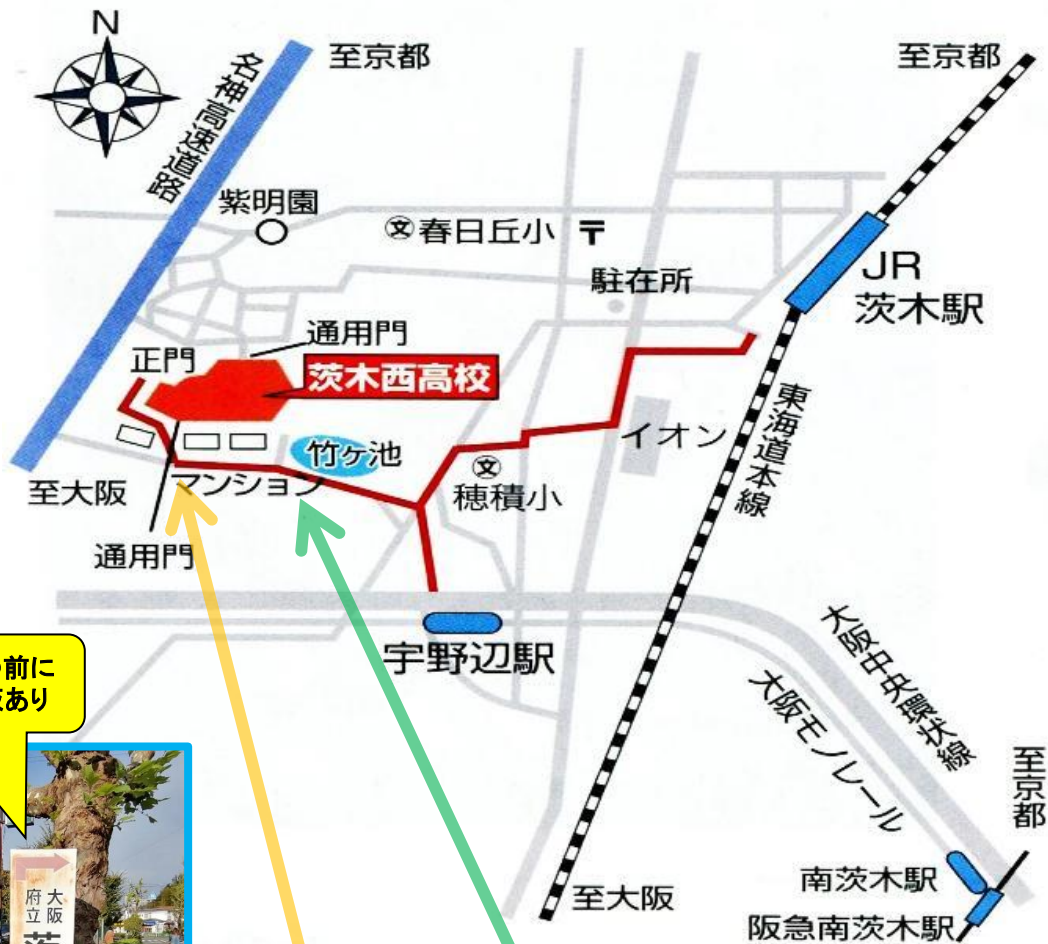 N
至京都
至京都
名神高速道路
紫明園
文 春日丘小 〒
駐在所
JR
茨木駅
通用門
正門
茨木西高校
竹ヶ池
イオン
東海道本線
文
穂積小
至大阪
マンション
通用門
宇野辺駅
大阪中央環状線
大阪モノレール
至京都
前に
あり
大阪
府立
南茨木駅
至大阪
阪急南茨木駅